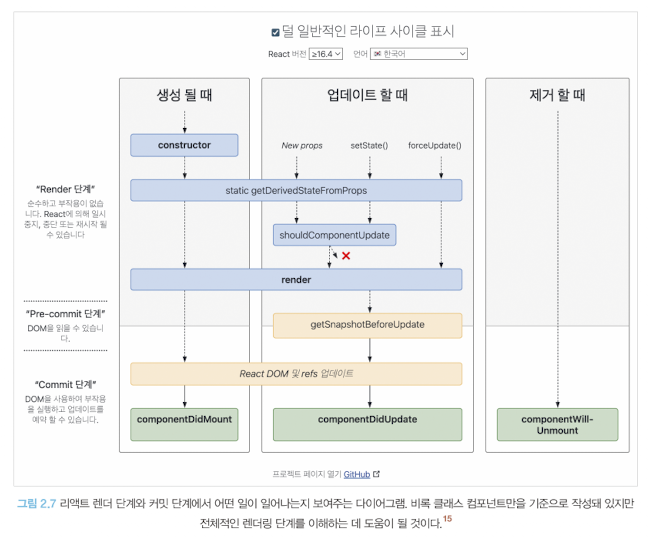 덜 일반적인 라이프 사이클 표시
React 버전 ≥16.4 언어 한국어
생성 될 때
업데이트 할 때
제거 할 때
constructor
New props
setState()
forceUpdate()
“Render 단계”
순수하고 부작용이 없습
니다. React에 의해 일시
중지, 중단 또는 재시작 될
수 있습니다
static getDerivedStateFromProps
shouldComponentUpdate
render
“Pre-commit 단계”
DOM을 읽을 수 있습니
다.
getSnapshotBeforeUpdate
“Commit 단계”
DOM을 사용하여 부작용
을 실행하고 업데이트를
예약 할 수 있습니다.
React DOM 및 refs 업데이트
componentDidMount
componentDidUpdate
componentWill-
Unmount
프로젝트 페이지 열기 GitHub
그림 2.7 리액트 렌더 단계와 커밋 단계에서 어떤 일이 일어나는지 보여주는 다이어그램. 비록 클래스 컴포넌트만을 기준으로 작성돼 있지만
전체적인 렌더링 단계를 이해하는 데 도움이 될 것이다.15